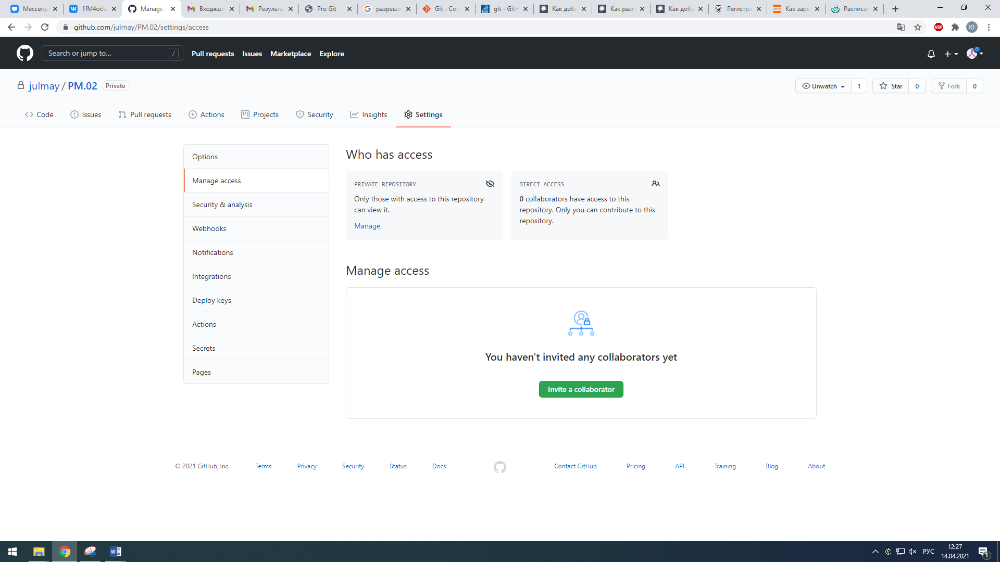 Мессенд
1fM4oda.
Manage
Входящи
Результа
Pro Git
разреши
Git - Con
git - GitH
Как доба
Как разг
Как доба
Регистра
Как заре
Расписан
github.com/julmay/PM.02/settings/access
ABP
Ю
Search or jump to...
/
Pull requests
Issues
Marketplace
Explore
julmay / PM.02
Private
Unwatch
1
Star
0
Fork
0
Code
Issues
Pull requests
Actions
Projects
Security
Insights
Settings
Options
Manage access
Security & analysis
Webhooks
Notifications
Integrations
Deploy keys
Actions
Secrets
Pages
Who has access
PRIVATE REPOSITORY
Only those with access to this repository
can view it.
Manage
DIRECT ACCESS
0 collaborators have access to this
repository. Only you can contribute to this
repository.
Manage access
You haven't invited any collaborators yet
Invite a collaborator
© 2021 GitHub, Inc.
Terms
Privacy
Security
Status
Docs
Contact GitHub
Pricing
API
Training
Blog
About
РУС
12:27
14.04.2021
1